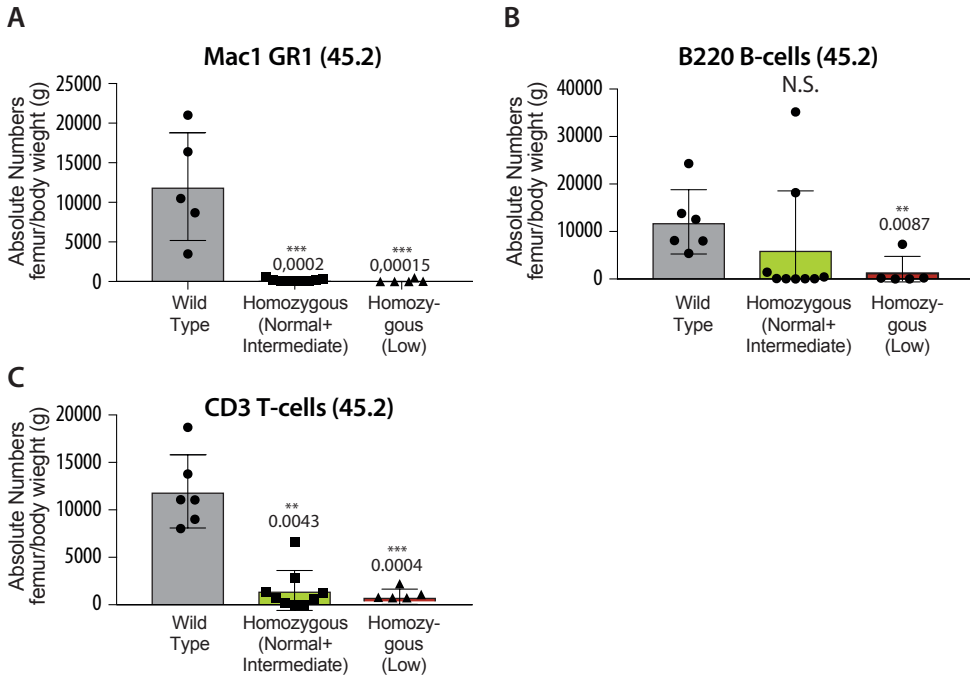 A
Mac1 GR1 (45.2)
Absolute Numbers
femur/body wieght (g)
25000
20000
15000
10000
5000
0
***
0,0002
***
0,00015
Wild
Type
Homozygous
(Normal+
Intermediate)
Homozy-
gous
(Low)
B
B220 B-cells (45.2)
N.S.
Absolute Numbers
femur/body wieght (g)
40000
30000
20000
10000
0
**
0.0087
Wild
Type
Homozygous
(Normal+
Intermediate)
Homozy-
gous
(Low)
C
CD3 T-cells (45.2)
Absolute Numbers
femur/body wieght (g)
20000
15000
10000
5000
0
**
0.0043
***
0.0004
Wild
Type
Homozygous
(Normal+
Intermediate)
Homozy-
gous
(Low)